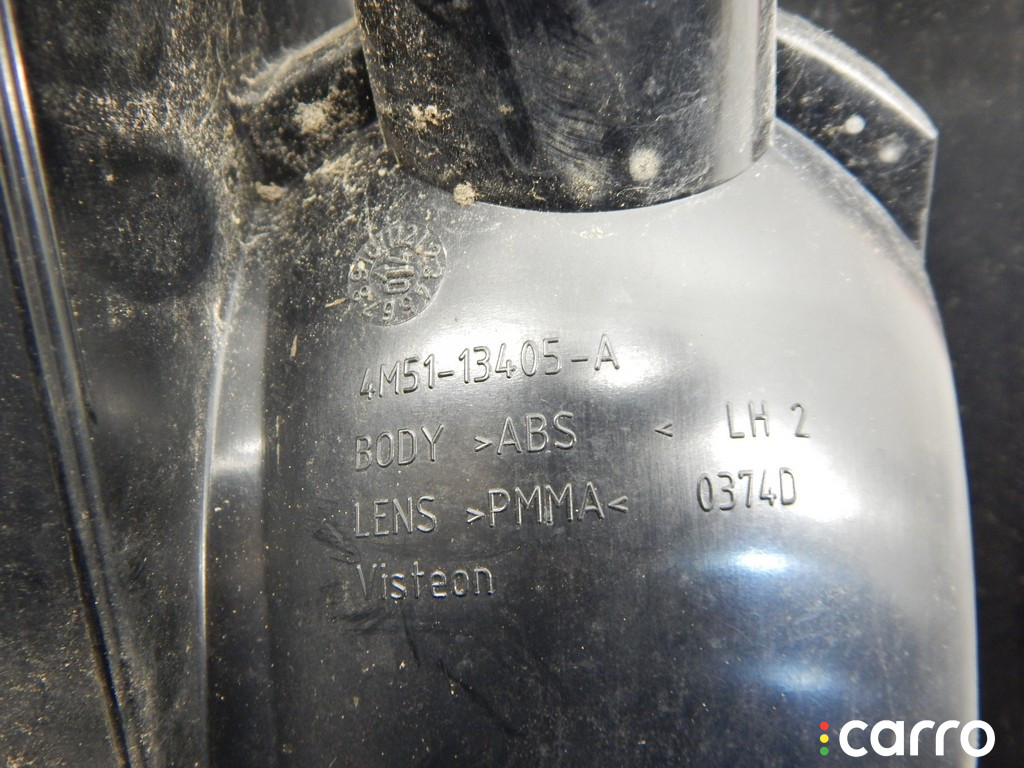 4M51-13405-A
BODY >ABS < LH 2
LENS >PMMA< 0374D
Visteon
carro